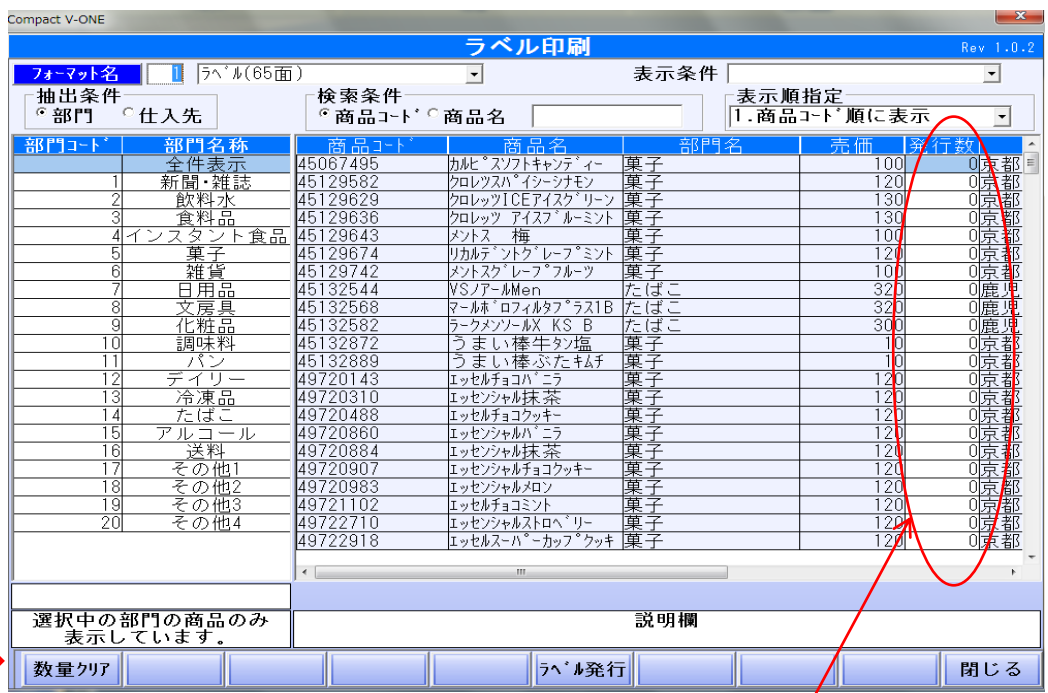 Compact V-ONE
ラベル印刷 Rev 1.0.2
フォーマット名 1 ラベル(65面) 表示条件
抽出条件 検索条件 表示順指定
部門 仕入先 商品コード 商品名 1.商品コード順に表示
部門コード 部門名称 商品コード 商品名 部門名 売価 発行数
全件表示 45067495 カルピスソフトキャンディー 菓子 100 0 京都
1 新聞・雑誌 45129582 クロレツスパイシーシナモン 菓子 120 0 京都
2 飲料水 45129629 クロレッツICEアイスグリーン 菓子 130 0 京都
3 食料品 45129636 クロレッツ アイスブルーミント 菓子 130 0 京都
4 インスタント食品 45129643 メントス 梅 菓子 100 0 京都
5 菓子 45129674 リカルデントグレープミント 菓子 120 0 京都
6 雑貨 45129742 メントスグレープフルーツ 菓子 100 0 京都
7 日用品 45132544 VSノアールMen たばこ 320 0 鹿児
8 文房具 45132568 マールボロフィルタプラス1B たばこ 320 0 鹿児
9 化粧品 45132582 ラークメンソールX KS B たばこ 300 0 鹿児
10 調味料 45132872 うまい棒牛タン塩 菓子 10 0 京都
11 パン 45132889 うまい棒ぶたキムチ 菓子 10 0 京都
12 デイリー 49720143 エッセルチョコバニラ 菓子 120 0 京都
13 冷凍品 49720310 エッセンシャル抹茶 菓子 120 0 京都
14 たばこ 49720488 エッセルチョコクッキー 菓子 120 0 京都
15 アルコール 49720860 エッセンシャルバニラ 菓子 120 0 京都
16 送料 49720884 エッセンシャル抹茶 菓子 120 0 京都
17 その他1 49720907 エッセンシャルチョコクッキー 菓子 120 0 京都
18 その他2 49720983 エッセンシャルメロン 菓子 120 0 京都
19 その他3 49721102 エッセルチョコミント 菓子 120 0 京都
20 その他4 49722710 エッセンシャルストロベリー 菓子 120 0 京都
49722918 エッセルスーパーカップクッキ 菓子 120 0 京都
選択中の部門の商品のみ
表示しています。
説明欄
数量クリア ラベル発行 閉じる